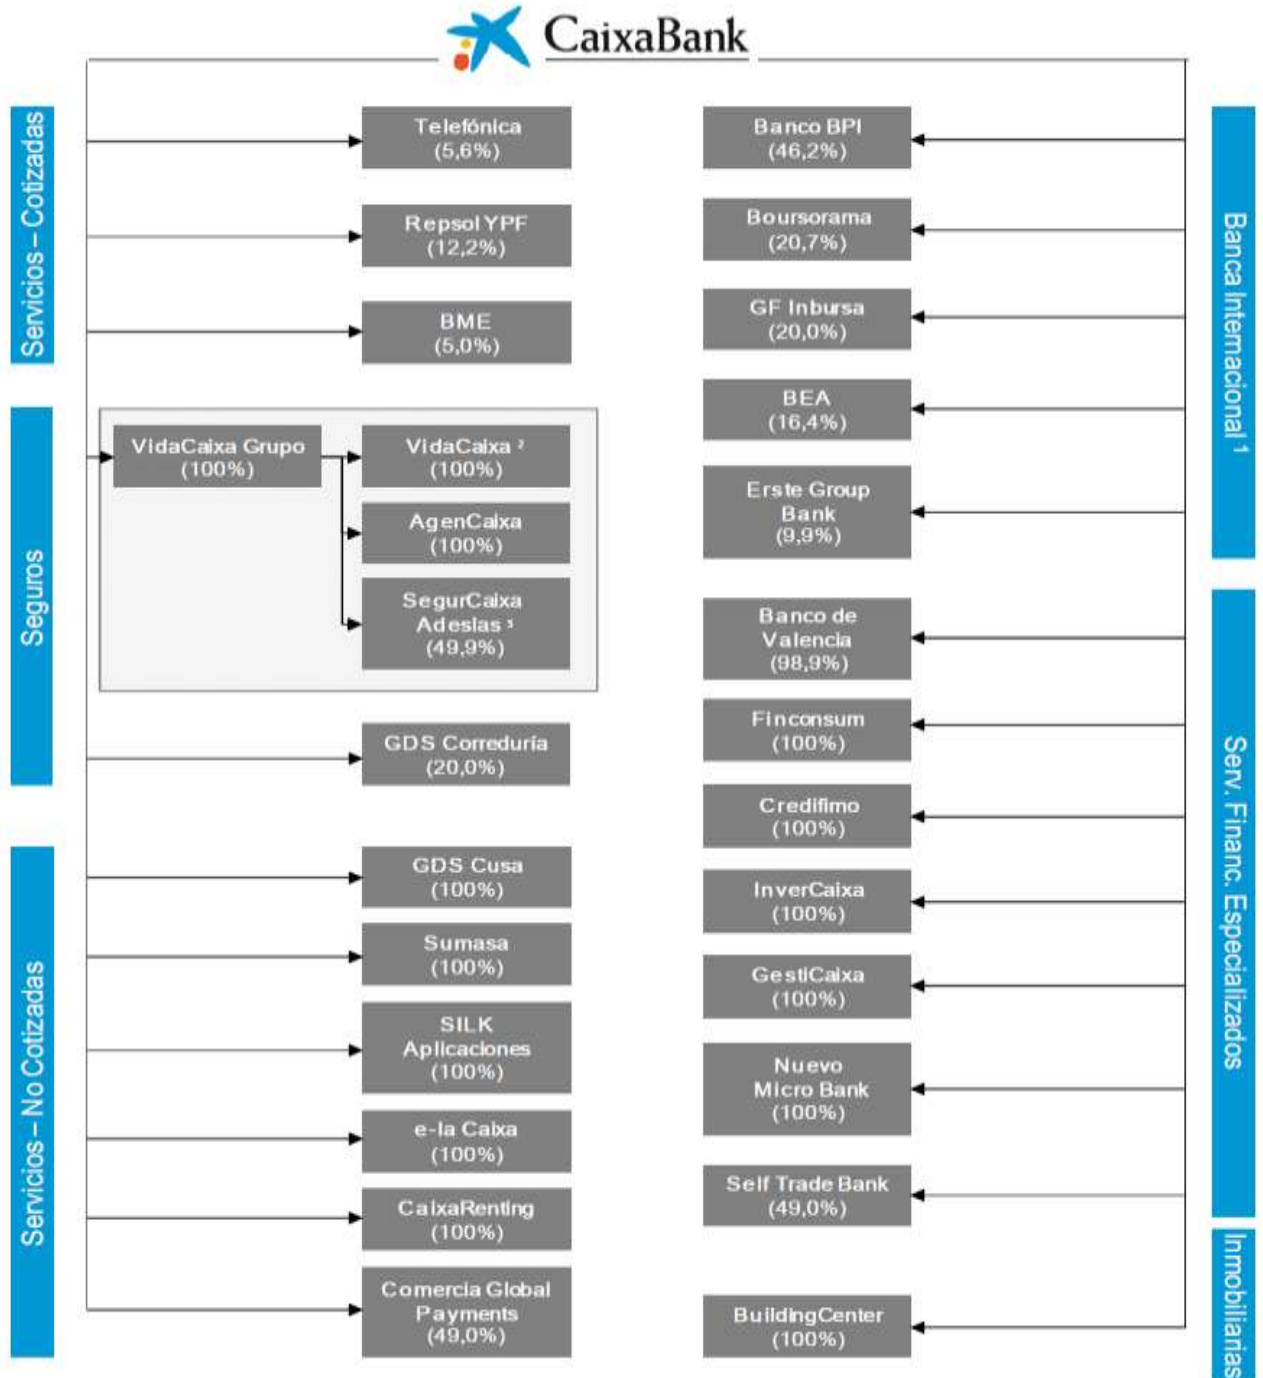 CaixaBank
Servicios – Cotizadas
Telefónica
(5,6%)
Repsol YPF
(12,2%)
BME
(5,0%)
Seguros
VidaCaixa Grupo
(100%)
VidaCaixa ²
(100%)
AgenCaixa
(100%)
SegurCaixa
Adeslas ³
(49,9%)
GDS Correduría
(20,0%)
Servicios – No Cotizadas
GDS Cusa
(100%)
Sumasa
(100%)
SILK
Aplicaciones
(100%)
e-la Caixa
(100%)
CaixaRenting
(100%)
Comercia Global
Payments
(49,0%)
Banca Internacional ¹
Banco BPI
(46,2%)
Boursorama
(20,7%)
GF Inbursa
(20,0%)
BEA
(16,4%)
Erste Group
Bank
(9,9%)
Serv. Financ. Especializados
Banco de
Valencia
(98,9%)
Finconsum
(100%)
Credifimo
(100%)
InverCaixa
(100%)
GestiCaixa
(100%)
Nuevo
Micro Bank
(100%)
Self Trade Bank
(49,0%)
Inmobiliarias
BuildingCenter
(100%)